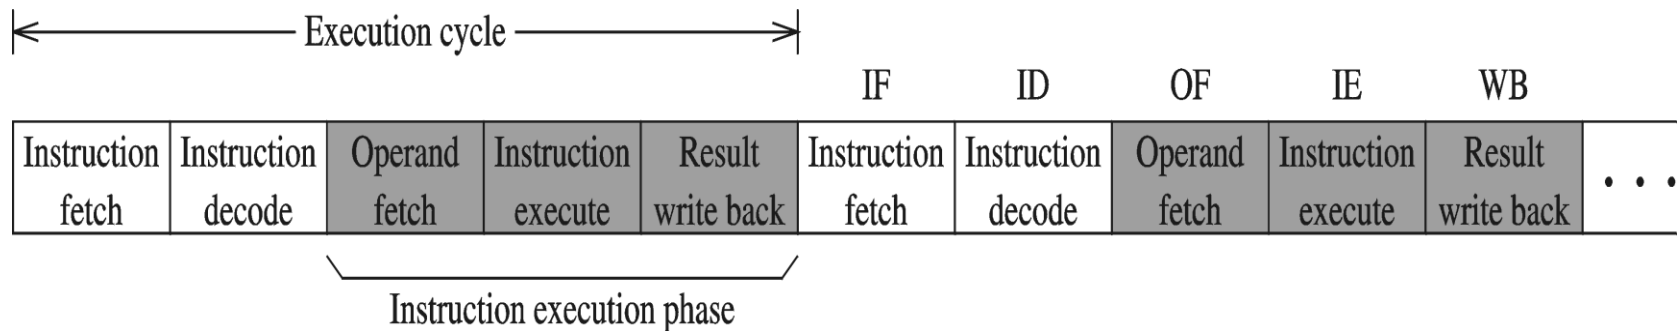 Execution cycle
IF ID OF IE WB
Instruction Instruction Operand Instruction Result Instruction Instruction Operand Instruction Result
fetch decode fetch execute write back fetch decode fetch execute write back . . .
Instruction execution phase